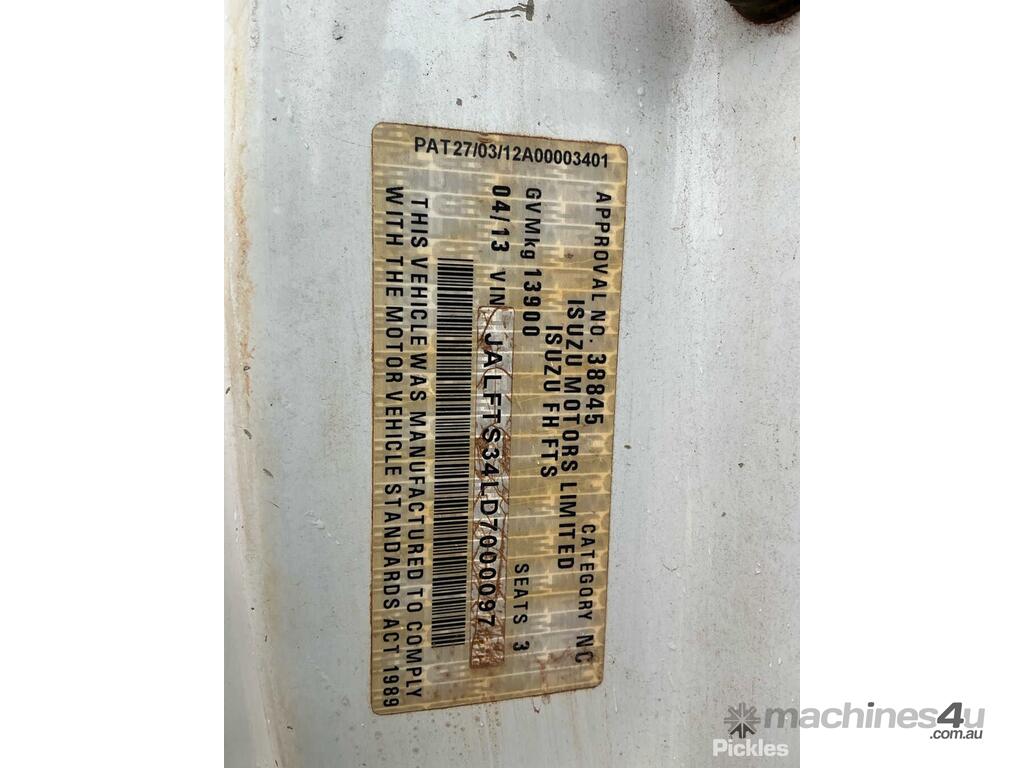 PAT27/03/12A00003401
APPROVAL NO. 38845 CATEGORY NC
ISUZU MOTORS LIMITED
ISUZU FH FTS
GVMkg 13900 SEATS 3
04/13 VIN JALFTS34LD7000097
THIS VEHICLE WAS MANUFACTURED TO COMPLY
WITH THE MOTOR VEHICLE STANDARDS ACT 1989
machines4u
.com.au
Pickles